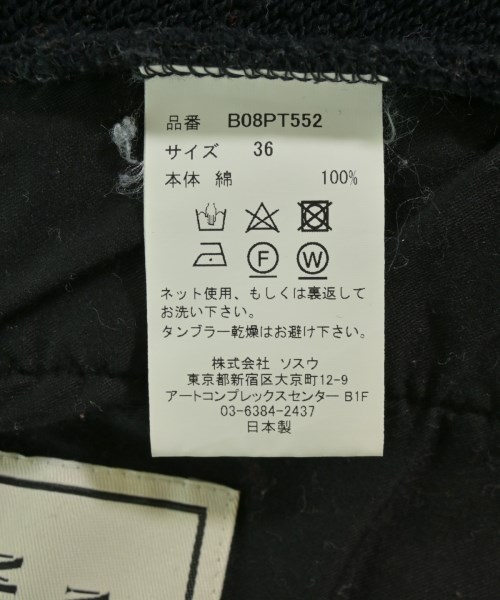 品番 B08PT552
サイズ 36
本体 綿 100%
F W
ネット使用、もしくは裏返して
お洗い下さい。
タンブラー乾燥はお避け下さい。
株式会社 ソスウ
東京都新宿区大京町12-9
アートコンプレックスセンター B1F
03-6384-2437
日本製